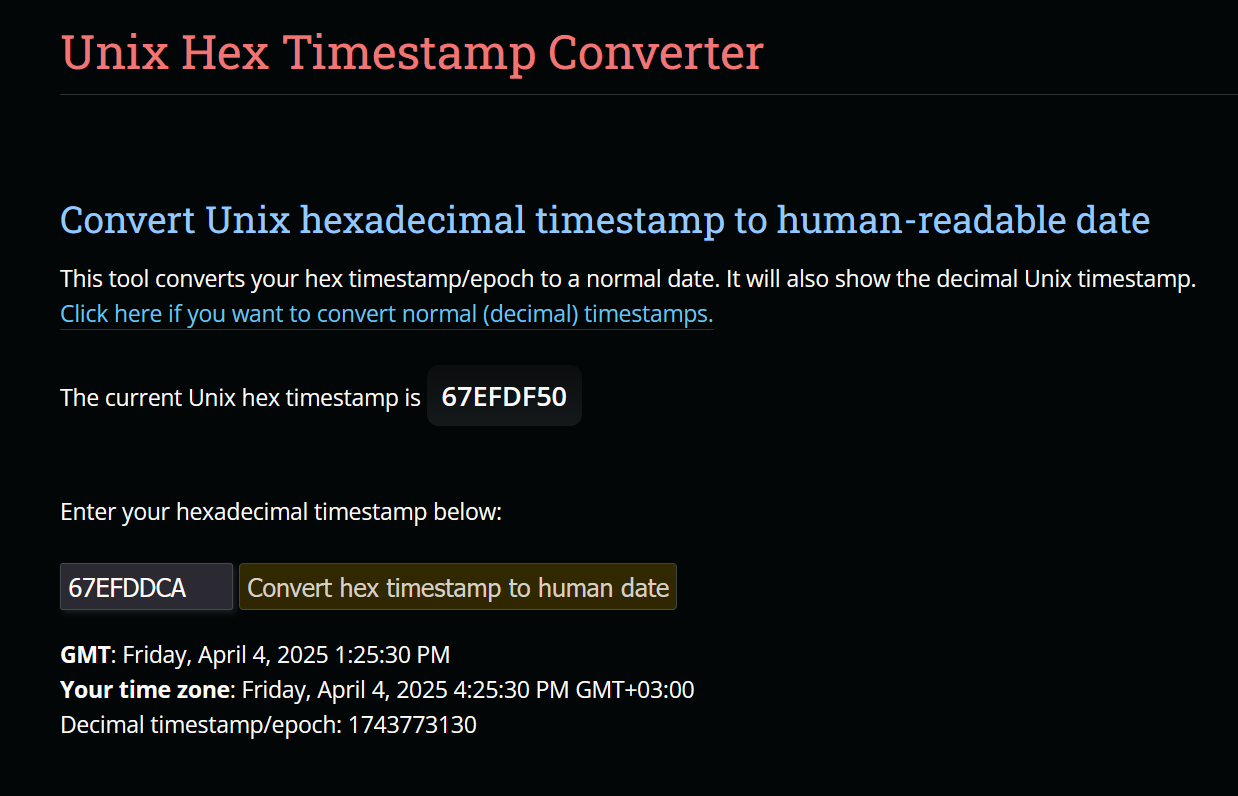 Unix Hex Timestamp Converter
Convert Unix hexadecimal timestamp to human-readable date
This tool converts your hex timestamp/epoch to a normal date. It will also show the decimal Unix timestamp.
Click here if you want to convert normal (decimal) timestamps.
The current Unix hex timestamp is 67EFDF50
Enter your hexadecimal timestamp below:
67EFDDCA Convert hex timestamp to human date
GMT: Friday, April 4, 2025 1:25:30 PM
Your time zone: Friday, April 4, 2025 4:25:30 PM GMT+03:00
Decimal timestamp/epoch: 1743773130